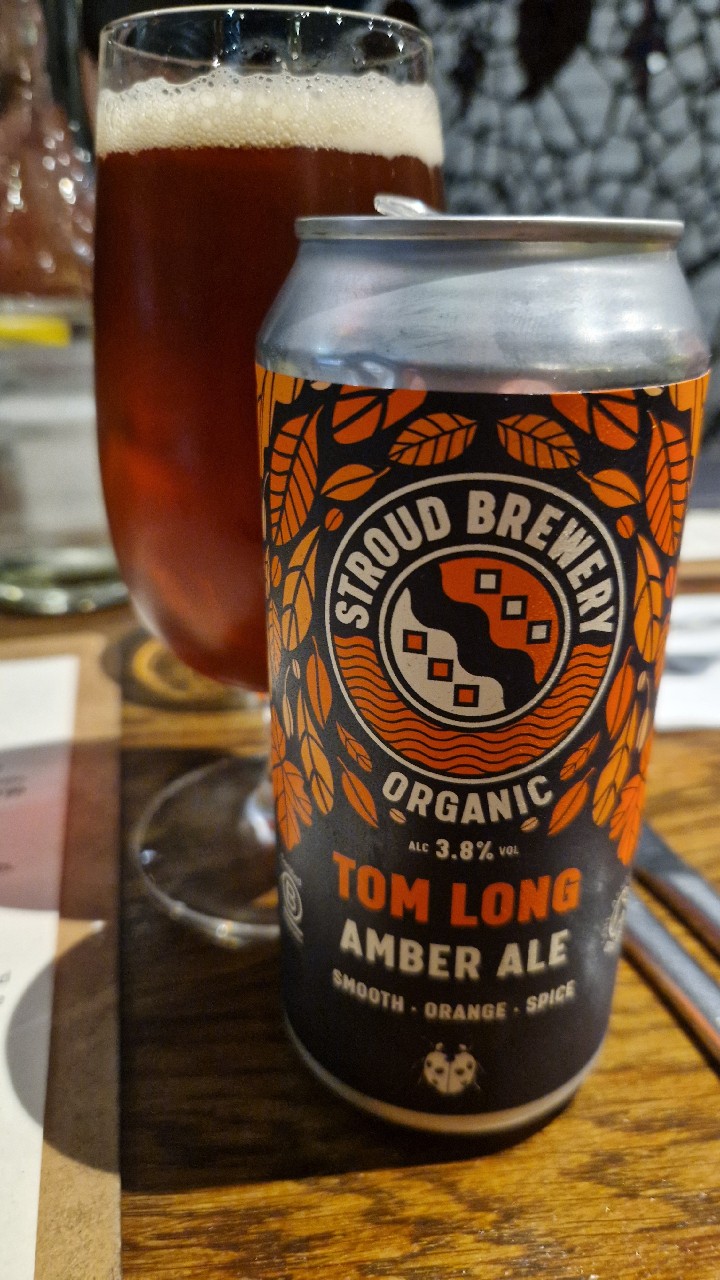 STROUD BREWERY
ORGANIC
ALC 3.8% VOL
TOM LONG
AMBER ALE
SMOOTH · ORANGE · SPICE